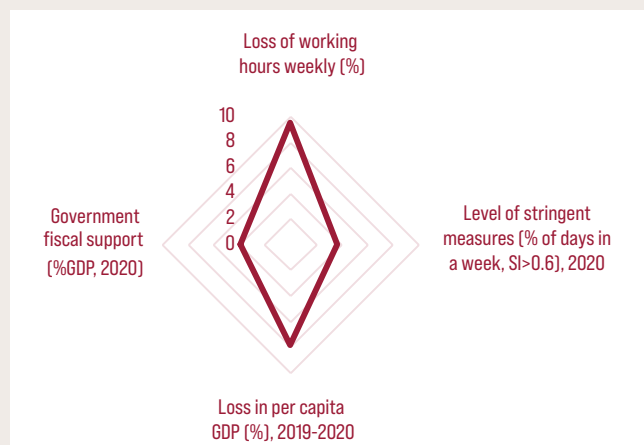 Loss of working
hours weekly (%)
10
8
6
4
2
0
Government
fiscal support
(%GDP, 2020)
Level of stringent
measures (% of days in
a week, SI>0.6), 2020
Loss in per capita
GDP (%), 2019-2020